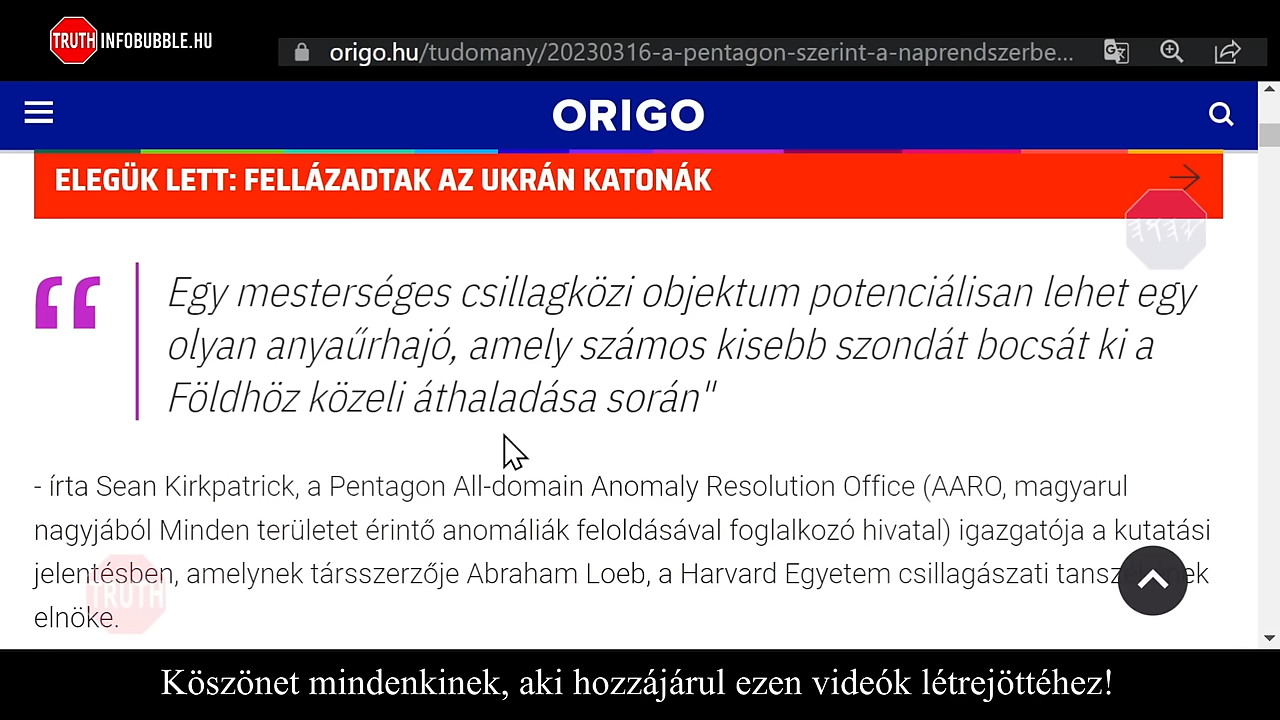 TRUTH INFOBUBBLE.HU
origo.hu/tudomany/20230316-a-pentagon-szerint-a-naprendszerbe...
ORIGO
ELEGÜK LETT: FELLÁZADTAK AZ UKRÁN KATONÁK
“ Egy mesterséges csillagközi objektum potenciálisan lehet egy
olyan anyaűrhajó, amely számos kisebb szondát bocsát ki a
Földhöz közeli áthaladása során"
- írta Sean Kirkpatrick, a Pentagon All-domain Anomaly Resolution Office (AARO, magyarul
nagyjából Minden területet érintő anomáliák feloldásával foglalkozó hivatal) igazgatója a kutatási
jelentésben, amelynek társszerzője Abraham Loeb, a Harvard Egyetem csillagászati
elnöke.
TRUTH
Köszönet mindenkinek, aki hozzájárul ezen videók létrejöttéhez!